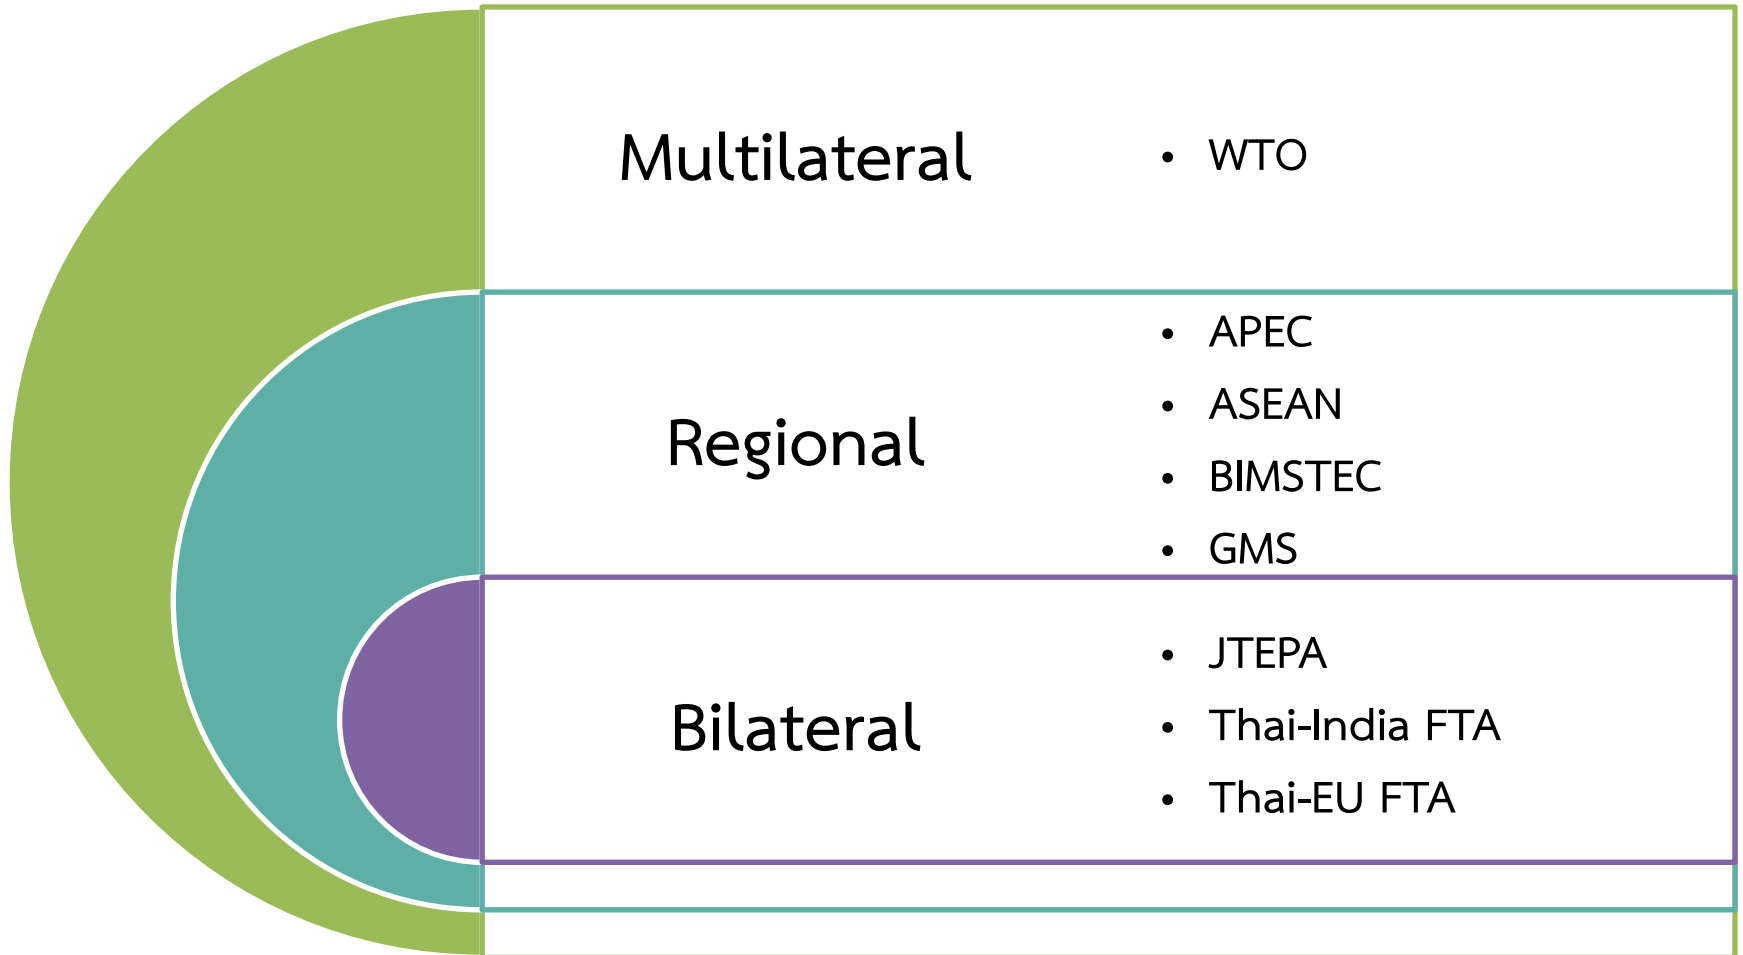 Multilateral
• WTO
Regional
• APEC
• ASEAN
• BIMSTEC
• GMS
Bilateral
• JTEPA
• Thai-India FTA
• Thai-EU FTA